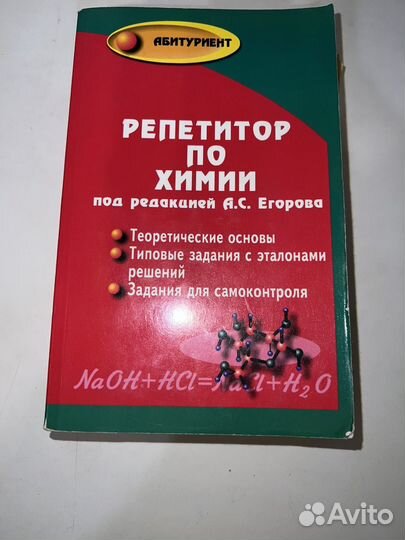 АБИТУРИЕНТ
РЕПЕТИТОР
ПО
ХИМИИ
под редакцией А.С. Егорова
Теоретические основы
Типовые задания с эталонами
решений
Задания для самоконтроля
NaOH+HCl=NaCl+H₂O
Avito